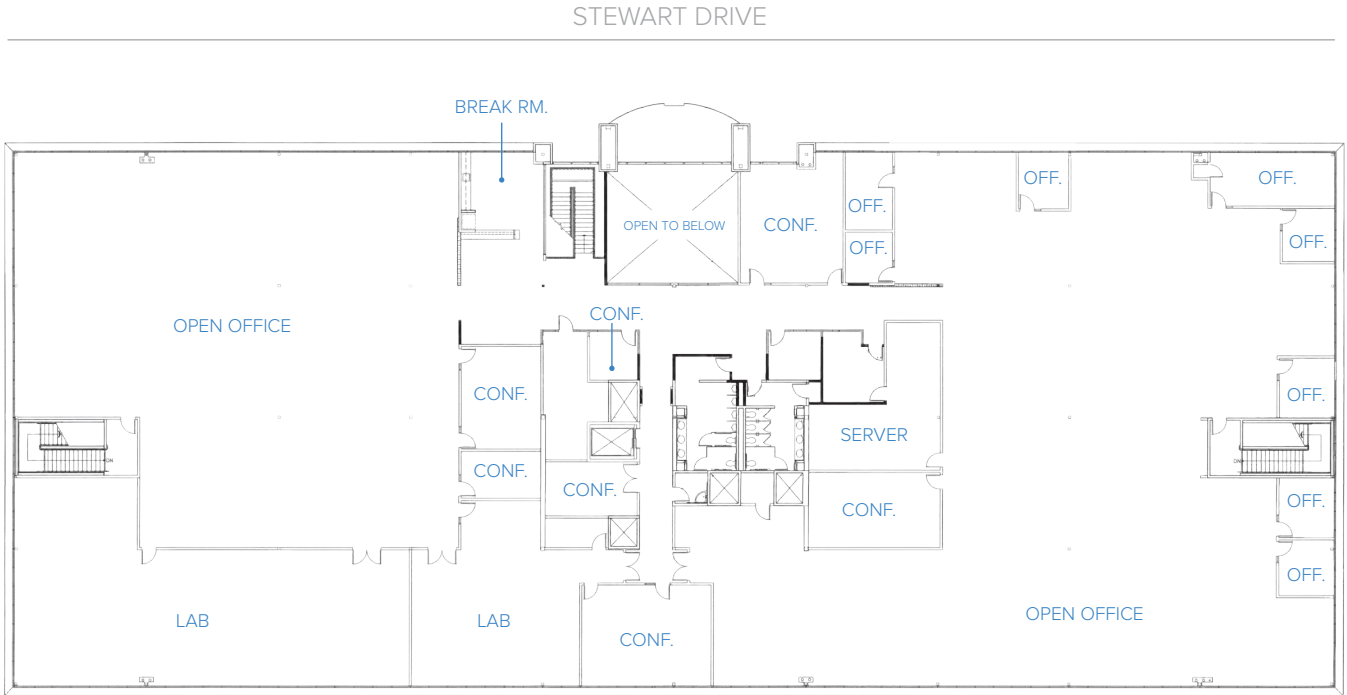 STEWART DRIVE
BREAK RM.
OFF.
OFF.
OFF.
OPEN TO BELOW
CONF.
OFF.
OFF.
CONF.
OPEN OFFICE
CONF.
OFF.
SERVER
CONF.
CONF.
CONF.
OFF.
OFF.
LAB
LAB
CONF.
OPEN OFFICE